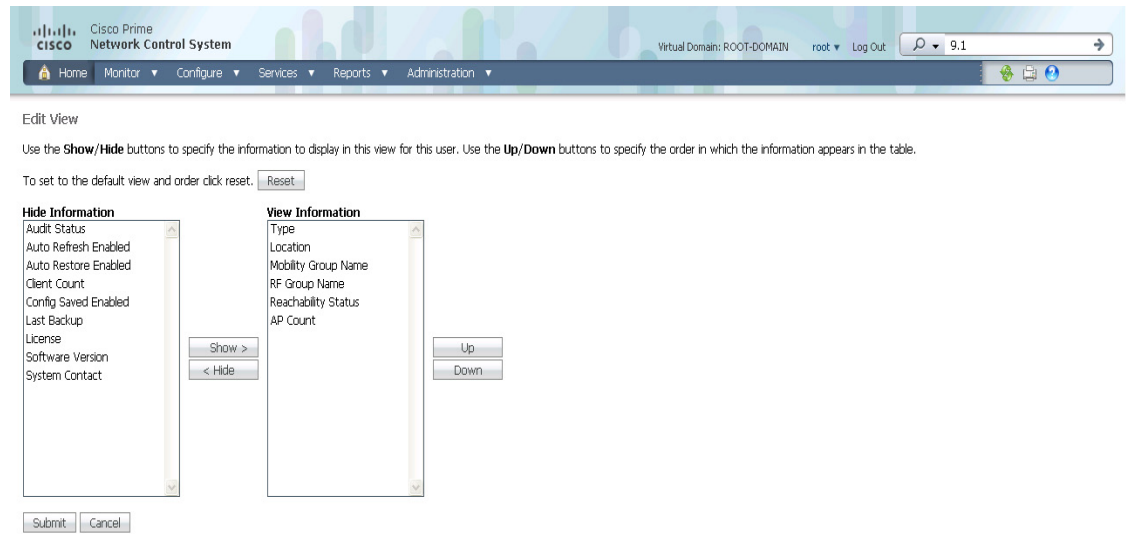 CISCO
Cisco Prime
Network Control System
Virtual Domain: ROOT-DOMAIN root Log Out 9.1
Home Monitor Configure Services Reports Administration
Edit View
Use the Show/Hide buttons to specify the information to display in this view for this user. Use the Up/Down buttons to specify the order in which the information appears in the table.
To set to the default view and order click reset. Reset
Hide Information
Audit Status
Auto Refresh Enabled
Auto Restore Enabled
Client Count
Config Saved Enabled
Last Backup
License
Software Version
System Contact
Show >
< Hide
View Information
Type
Location
Mobility Group Name
RF Group Name
Reachability Status
AP Count
Up
Down
Submit Cancel